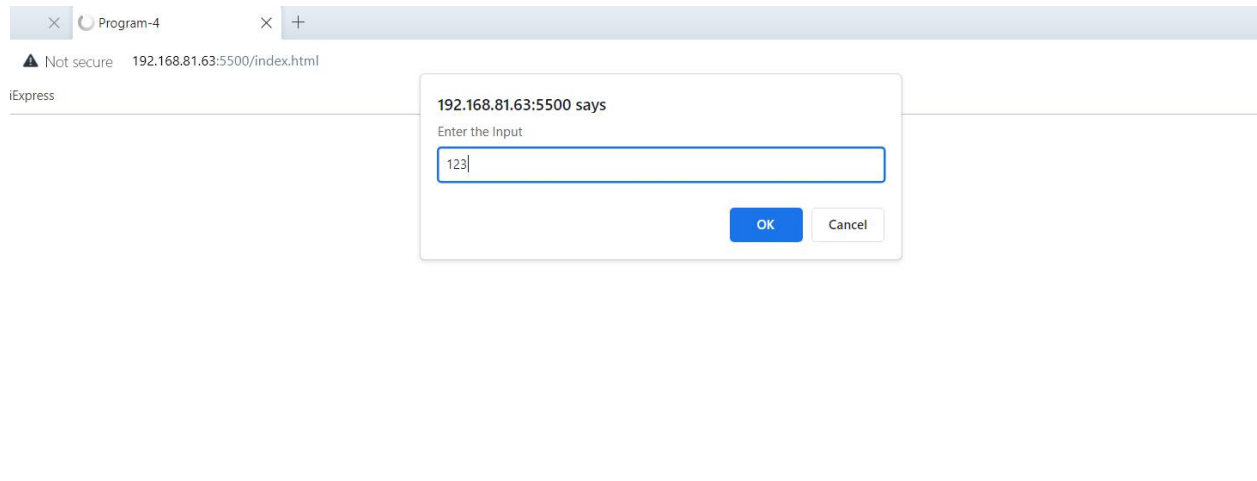 Program-4
Not secure 192.168.81.63:5500/index.html
iExpress
192.168.81.63:5500 says
Enter the Input
123
OK Cancel